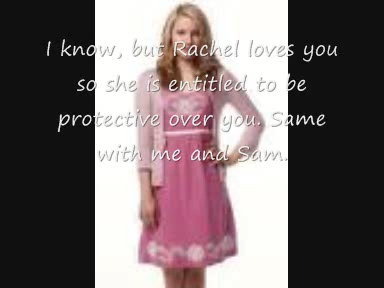 I know, but Rachel loves you
so she is entitled to be
protective over you. Same
with me and Sam.